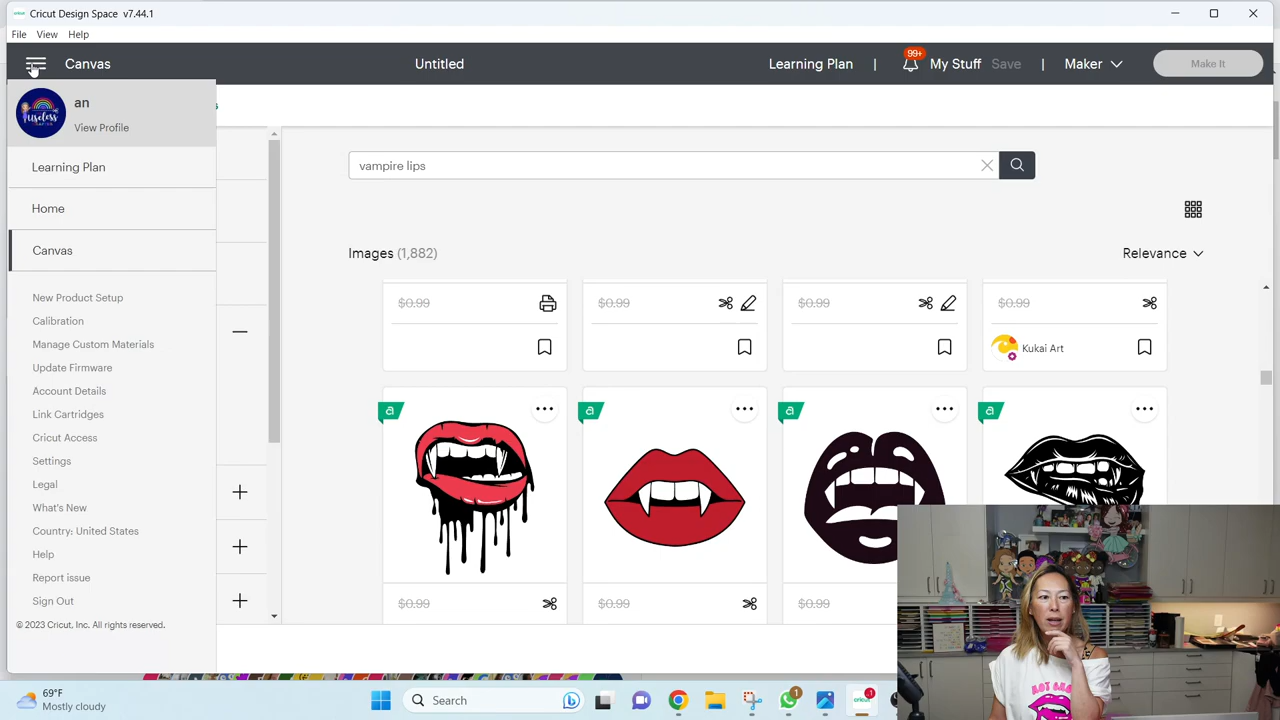 Cricut Design Space v7.44.1
File View Help
Canvas
Untitled
Learning Plan | 99+ My Stuff Save | Maker Make It
an
View Profile
Learning Plan
Home
Canvas
New Product Setup
Calibration
Manage Custom Materials
Update Firmware
Account Details
Link Cartridges
Cricut Access
Settings
Legal
What's New
Country: United States
Help
Report issue
Sign Out
© 2023 Cricut, Inc. All rights reserved.
vampire lips
Images (1,882)
Relevance
$0.99 $0.99 $0.99 $0.99
Kukai Art
a a a a
$0.99 $0.99 $0.99
69°F
Mostly cloudy
Search
1
1